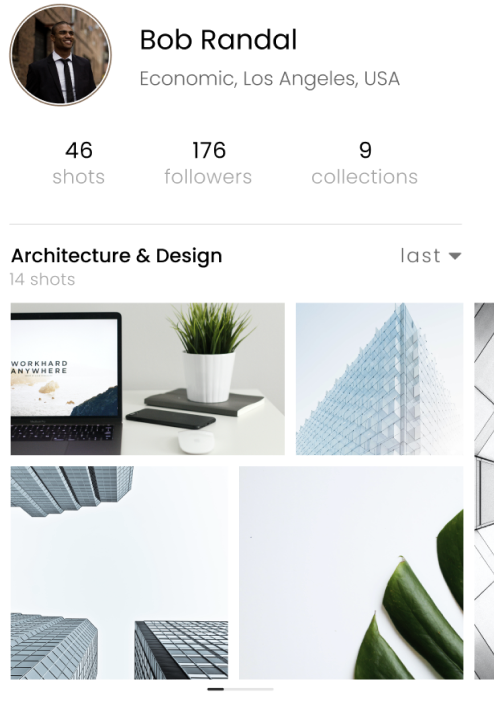 Bob Randal
Economic, Los Angeles, USA
46 176 9
shots followers collections
Architecture & Design last
14 shots
WORKHARD
ANYWHERE